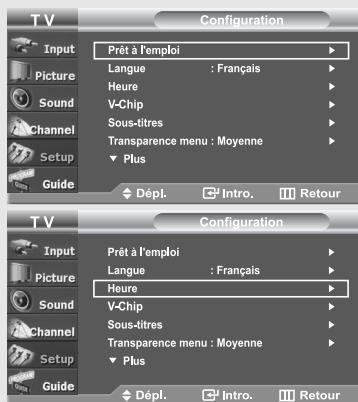 TV Configuration
Input
Picture
Sound
Channel
Setup
Guide
Prêt à l'emploi
Langue : Français
Heure
V-Chip
Sous-titres
Transparence menu : Moyenne
Plus
Dépl. Intro. Retour
TV Configuration
Input
Picture
Sound
Channel
Setup
Guide
Prêt à l'emploi
Langue : Français
Heure
V-Chip
Sous-titres
Transparence menu : Moyenne
Plus
Dépl. Intro. Retour